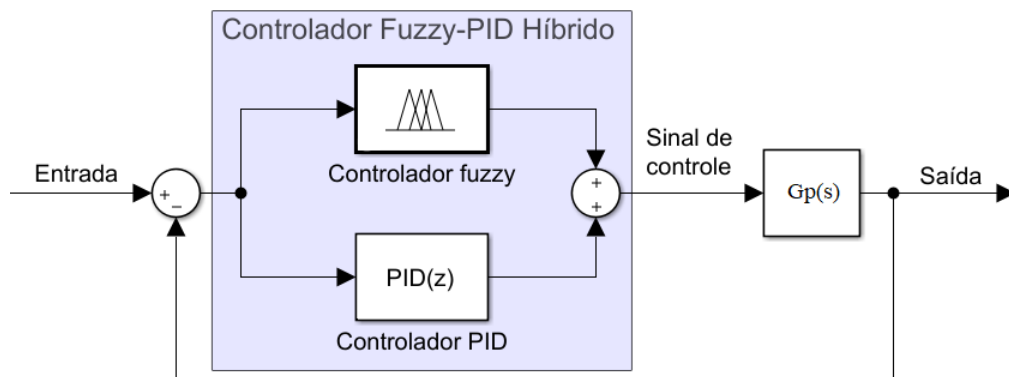 Controlador Fuzzy-PID Híbrido
Controlador fuzzy
Entrada
+
−
+
+
Sinal de
controle
Gp(s)
Saída
PID(z)
Controlador PID